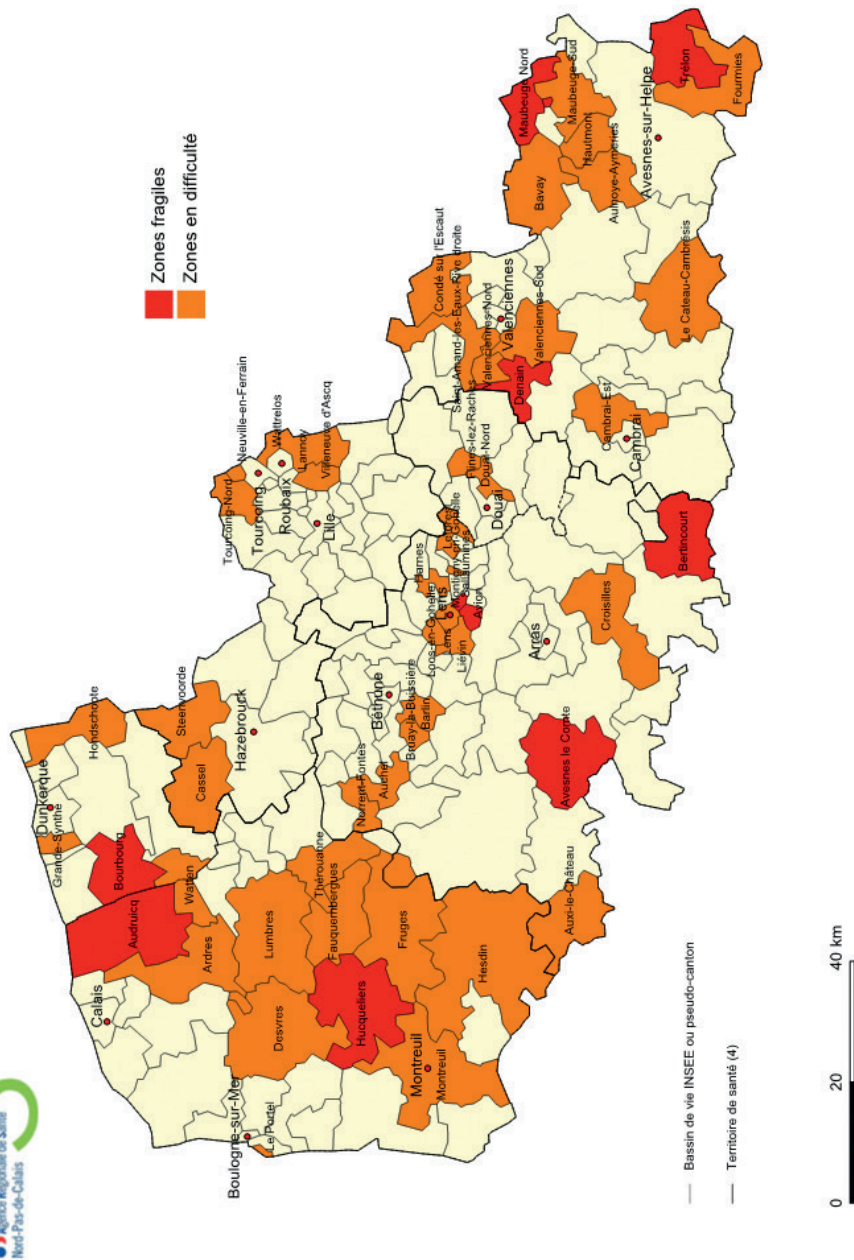 Agence Régionale de Santé
Nord-Pas-de-Calais
Zones fragiles
Zones en difficulté
Dunkerque
Grande-Synthe
Hondschoote
Bourbourg
Calais
Audruicq
Watten
Ardres
Cassel
Steenvoorde
Hazebrouck
Boulogne-sur-Mer
Le Portel
Desvres
Lumbres
Thérouanne
Fauquembergues
Hucqueliers
Fruges
Montreuil
Montreuil
Hesdin
Auxi-le-Château
Norrent-Fontes
Auchel
Béthune
Bruay-la-Buissière
Barlin
Tourcoing-Nord
Neuville-en-Ferrain
Tourcoing
Wattrelos
Roubaix
Lannoy
Villeneuve d'Ascq
Lille
Harnes
Loos-en-Gohelle
Lens
Lens
Liévin
Montigny-en-Gohelle
Sallaumines
Avion
Leforest
Flines-lez-Raches
Douai-Nord
Douai
Arras
Avesnes le Comte
Croisilles
Bertincourt
Condé sur l'Escaut
Saint-Amand-les-Eaux-Rive droite
Valenciennes-Nord
Valenciennes
Valenciennes-Sud
Denain
Cambrai-Est
Cambrai
Le Cateau-Cambrésis
Maubeuge Nord
Maubeuge-Sud
Bavay
Hautmont
Aulnoye-Aymeries
Avesnes-sur-Helpe
Trélon
Fourmies
Bassin de vie INSEE ou pseudo-canton
Territoire de santé (4)
0 20 40 km